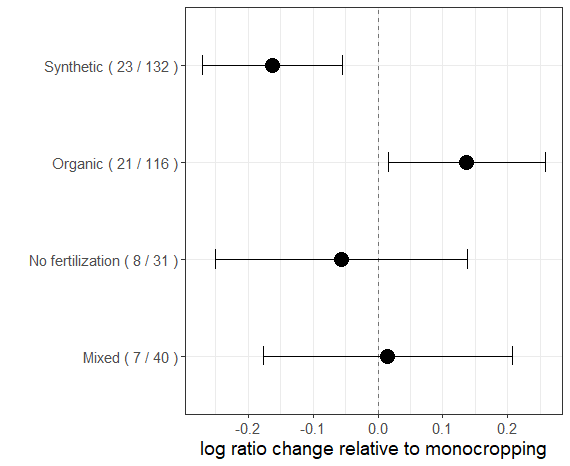 Synthetic ( 23 / 132 )
Organic ( 21 / 116 )
No fertilization ( 8 / 31 )
Mixed ( 7 / 40 )
-0.2 -0.1 0.0 0.1 0.2
log ratio change relative to monocropping